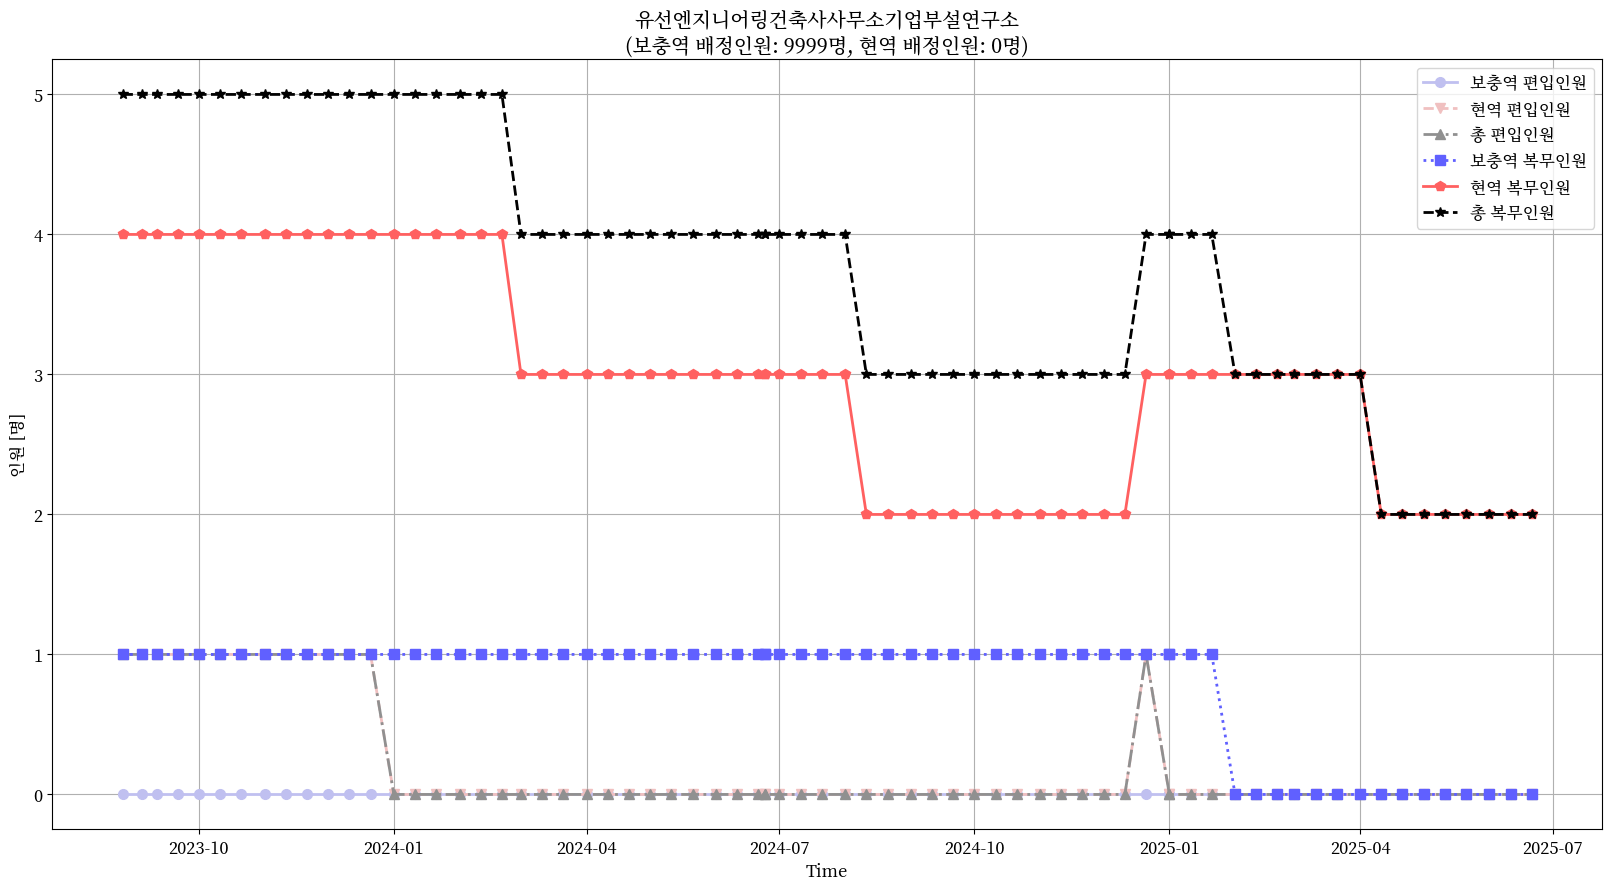 유선엔지니어링건축사사무소기업부설연구소
(보충역 배정인원: 9999명, 현역 배정인원: 0명)
보충역 편입인원
현역 편입인원
총 편입인원
보충역 복무인원
현역 복무인원
총 복무인원
인원 [명]
5
4
3
2
1
0
2023-10
2024-01
2024-04
2024-07
2024-10
2025-01
2025-04
2025-07
Time